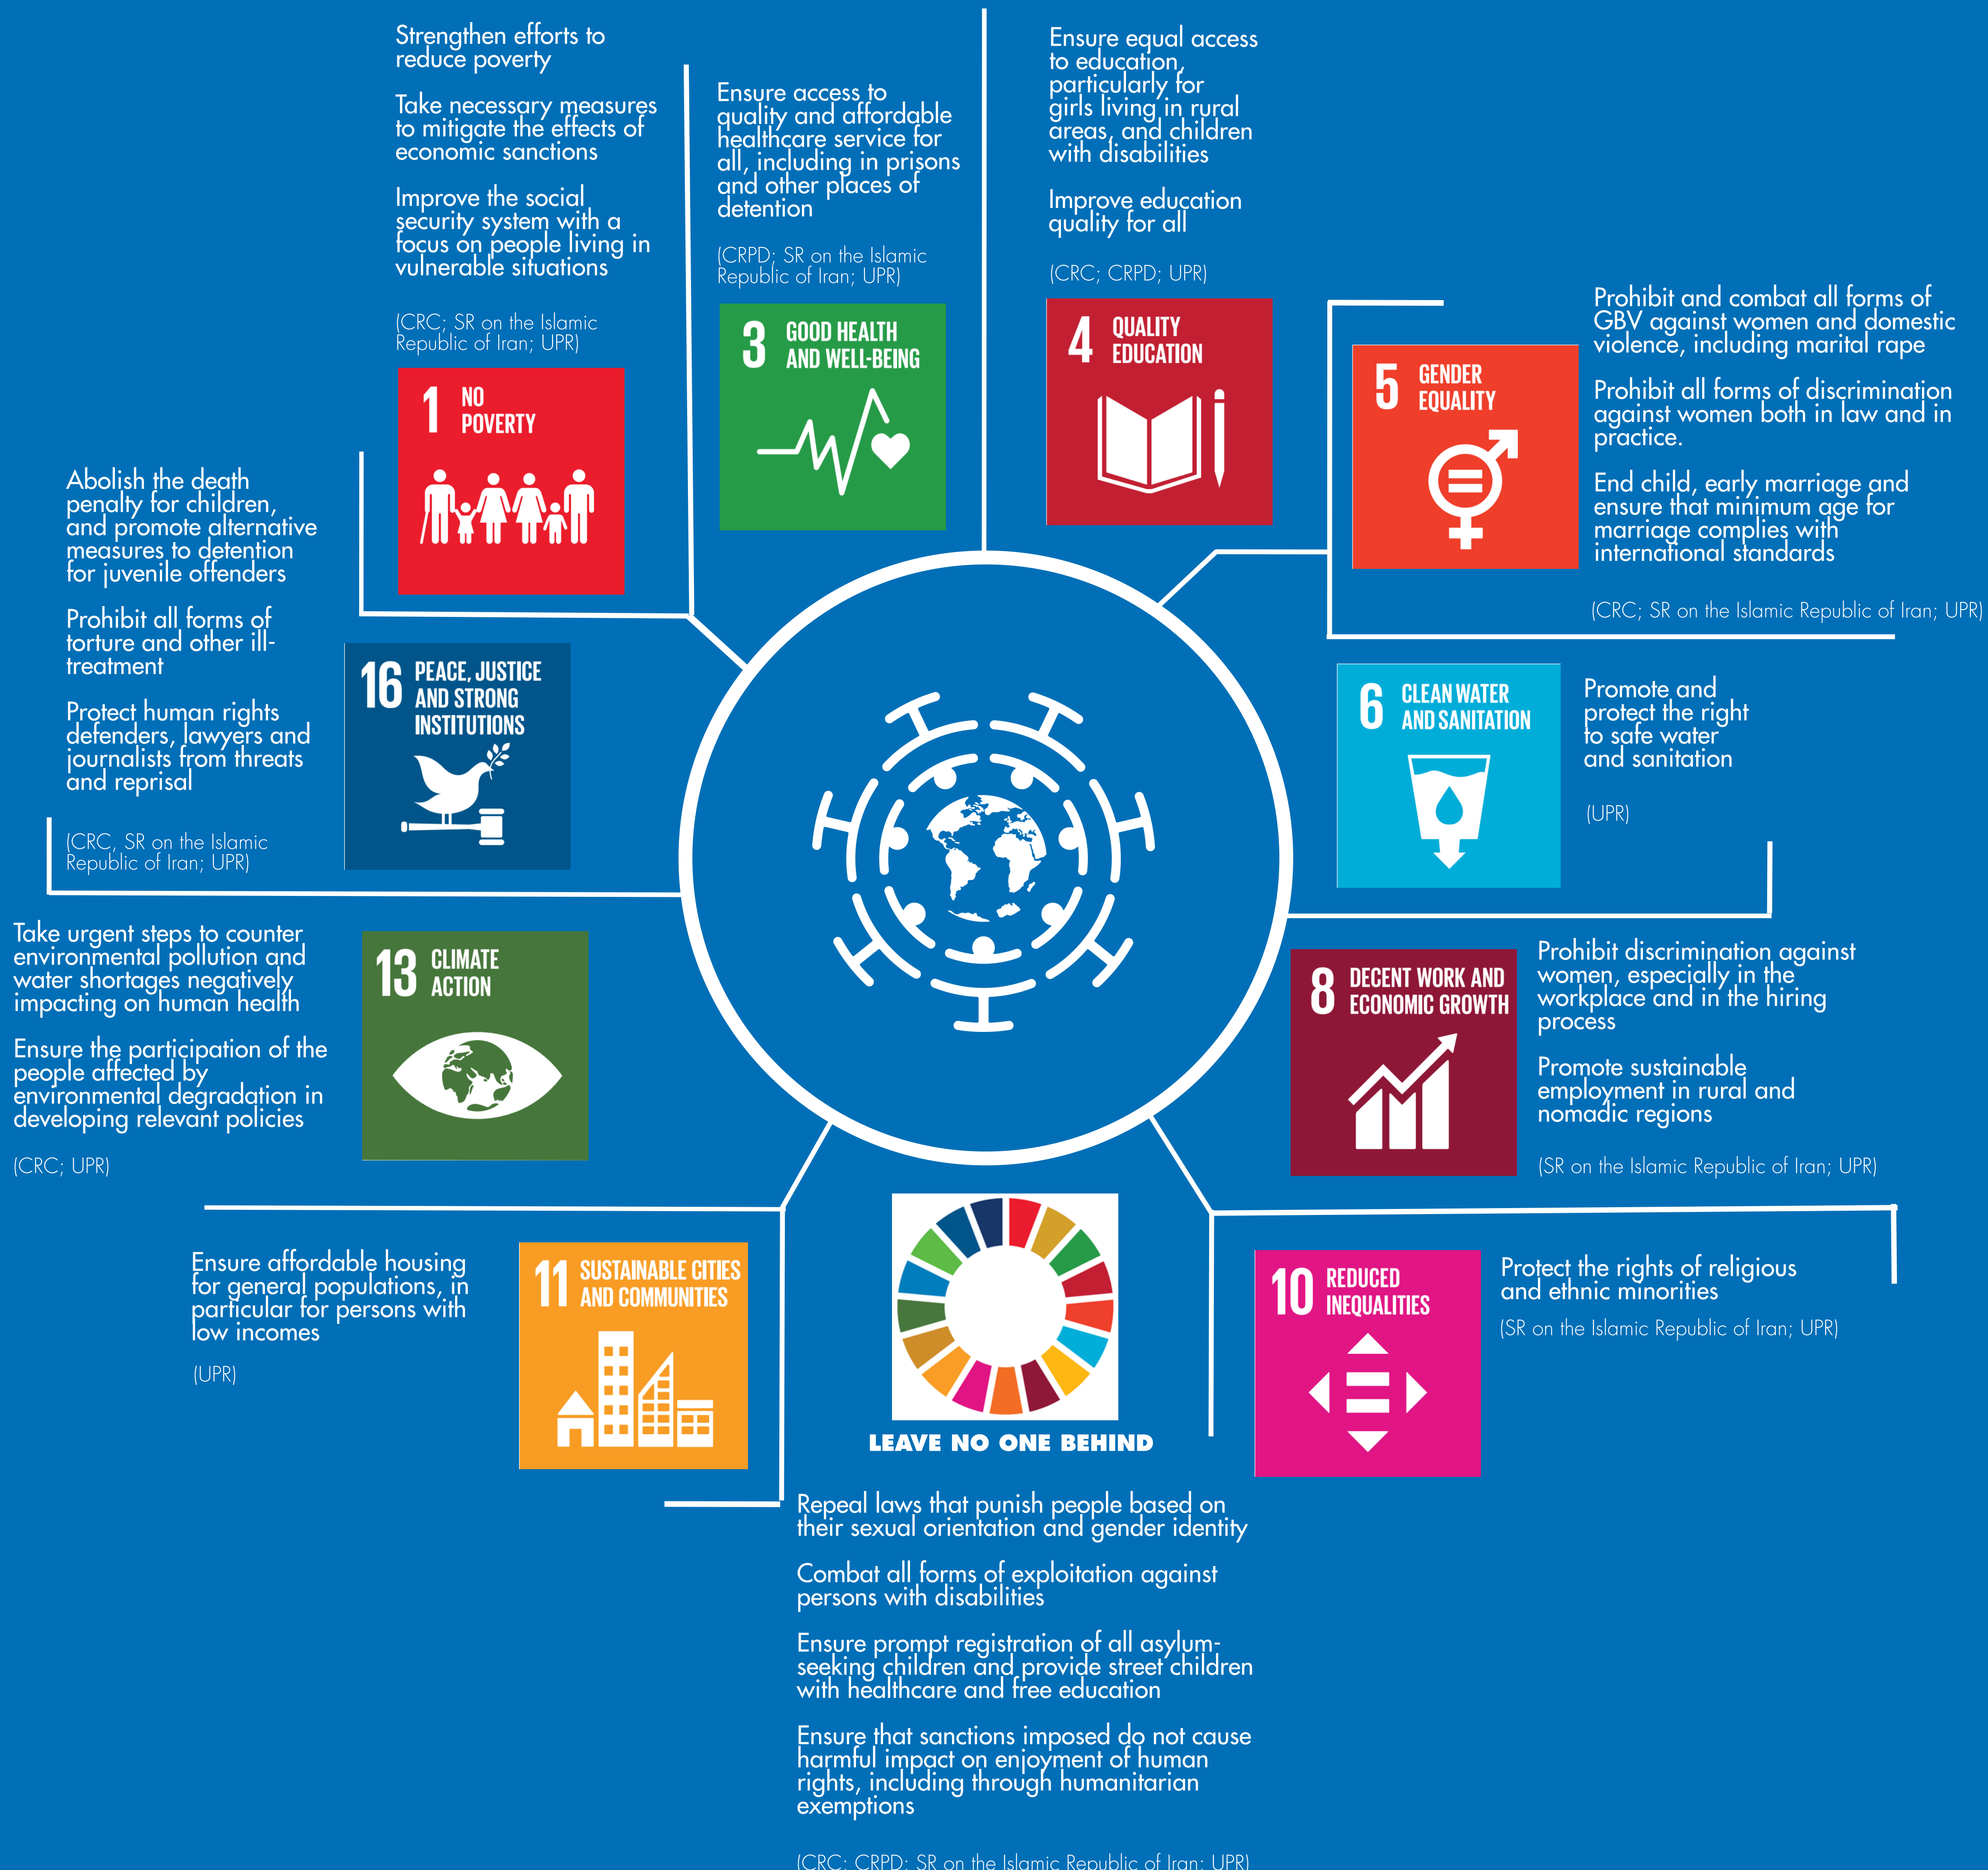 Strengthen efforts to
reduce poverty
Take necessary measures
to mitigate the effects of
economic sanctions
Improve the social
security system with a
focus on people living in
vulnerable situations
(CRC; SR on the Islamic
Republic of Iran; UPR)
1 NO
POVERTY
Ensure access to
quality and affordable
healthcare service for
all, including in prisons
and other places of
detention
(CRPD; SR on the Islamic
Republic of Iran; UPR)
3 GOOD HEALTH
AND WELL-BEING
Ensure equal access
to education,
particularly for
girls living in rural
areas, and children
with disabilities
Improve education
quality for all
(CRC; CRPD; UPR)
4 QUALITY
EDUCATION
5 GENDER
EQUALITY
Prohibit and combat all forms of
GBV against women and domestic
violence, including marital rape
Prohibit all forms of discrimination
against women both in law and in
practice.
End child, early marriage and
ensure that minimum age for
marriage complies with
international standards
(CRC; SR on the Islamic Republic of Iran; UPR)
6 CLEAN WATER
AND SANITATION
Promote and
protect the right
to safe water
and sanitation
(UPR)
8 DECENT WORK AND
ECONOMIC GROWTH
Prohibit discrimination against
women, especially in the
workplace and in the hiring
process
Promote sustainable
employment in rural and
nomadic regions
(SR on the Islamic Republic of Iran; UPR)
10 REDUCED
INEQUALITIES
Protect the rights of religious
and ethnic minorities
(SR on the Islamic Republic of Iran; UPR)
LEAVE NO ONE BEHIND
Repeal laws that punish people based on
their sexual orientation and gender identity
Combat all forms of exploitation against
persons with disabilities
Ensure prompt registration of all asylum-
seeking children and provide street children
with healthcare and free education
Ensure that sanctions imposed do not cause
harmful impact on enjoyment of human
rights, including through humanitarian
exemptions
(CRC; CRPD; SR on the Islamic Republic of Iran; UPR)
Ensure affordable housing
for general populations, in
particular for persons with
low incomes
(UPR)
11 SUSTAINABLE CITIES
AND COMMUNITIES
Take urgent steps to counter
environmental pollution and
water shortages negatively
impacting on human health
Ensure the participation of the
people affected by
environmental degradation in
developing relevant policies
(CRC; UPR)
13 CLIMATE
ACTION
Abolish the death
penalty for children,
and promote alternative
measures to detention
for juvenile offenders
Prohibit all forms of
torture and other ill-
treatment
Protect human rights
defenders, lawyers and
journalists from threats
and reprisal
(CRC, SR on the Islamic
Republic of Iran; UPR)
16 PEACE, JUSTICE
AND STRONG
INSTITUTIONS